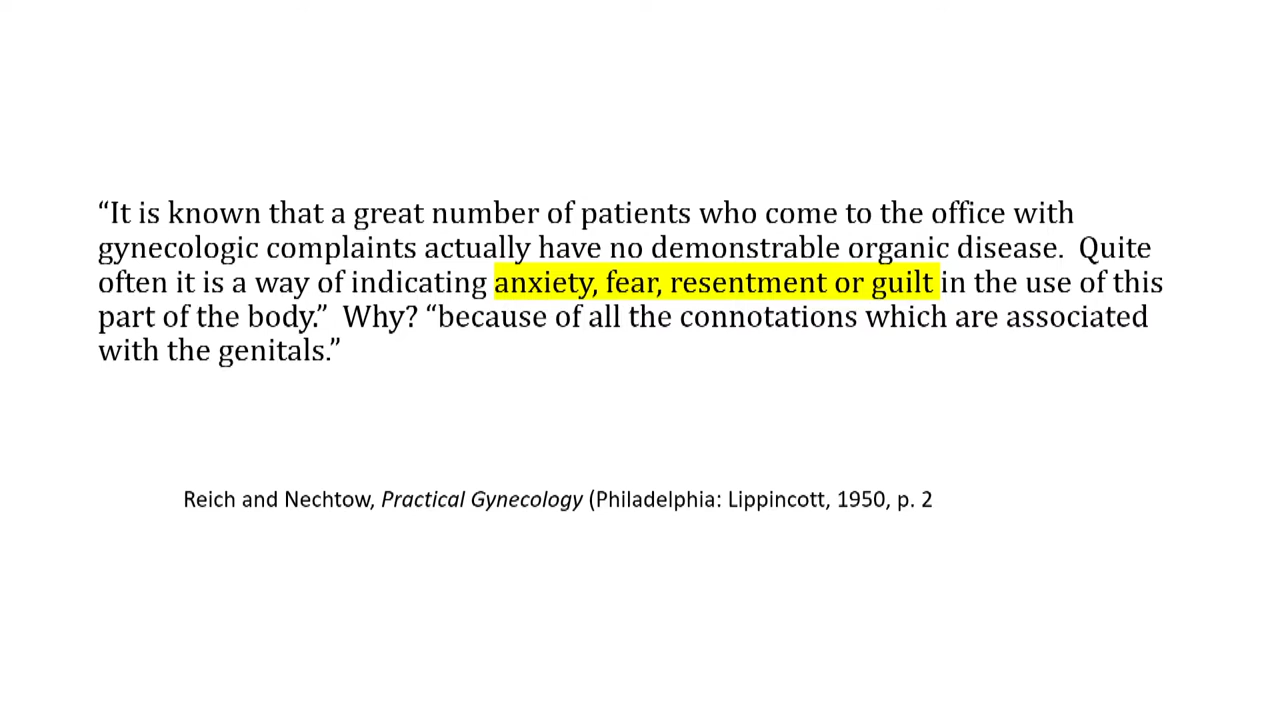 “It is known that a great number of patients who come to the office with
gynecologic complaints actually have no demonstrable organic disease.  Quite
often it is a way of indicating anxiety, fear, resentment or guilt in the use of this
part of the body.”  Why? “because of all the connotations which are associated
with the genitals.”
Reich and Nechtow, Practical Gynecology (Philadelphia: Lippincott, 1950, p. 2